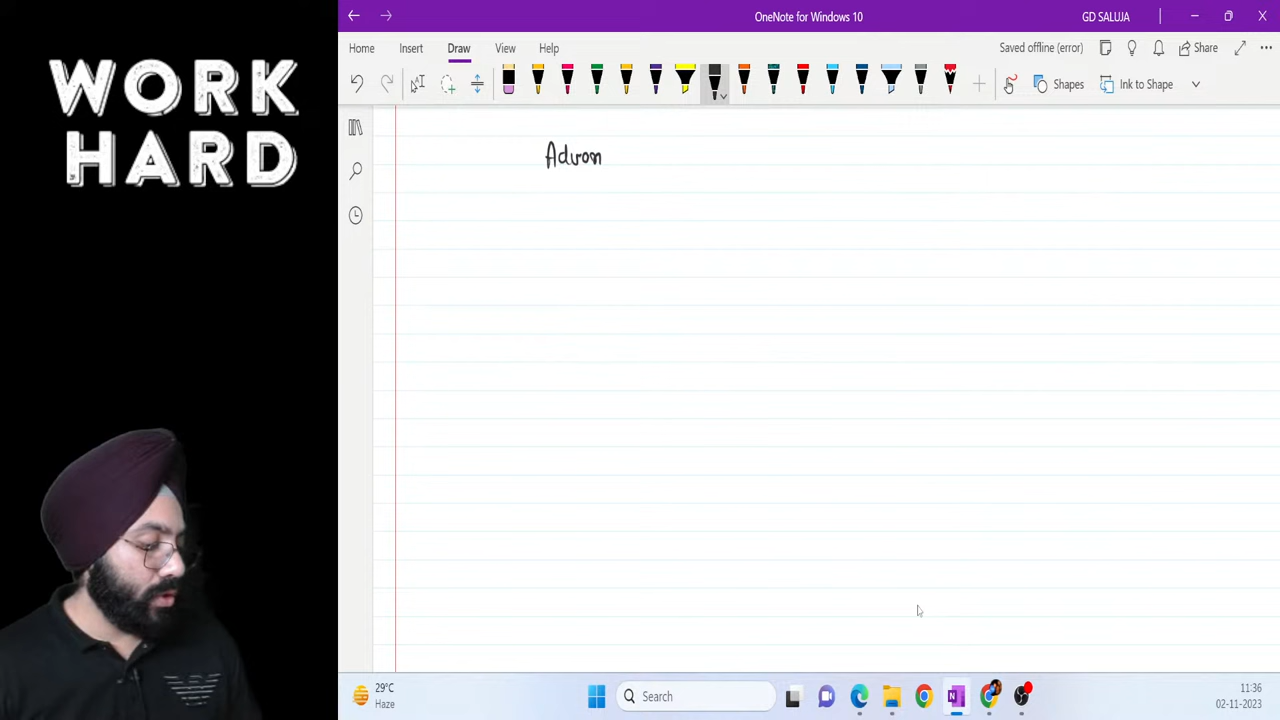 WORK
HARD
OneNote for Windows 10
GD SALUJA
Home Insert Draw View Help
Saved offline (error)
Share
Shapes
Ink to Shape
Advan
29°C
Haze
Search
11:36
02-11-2023